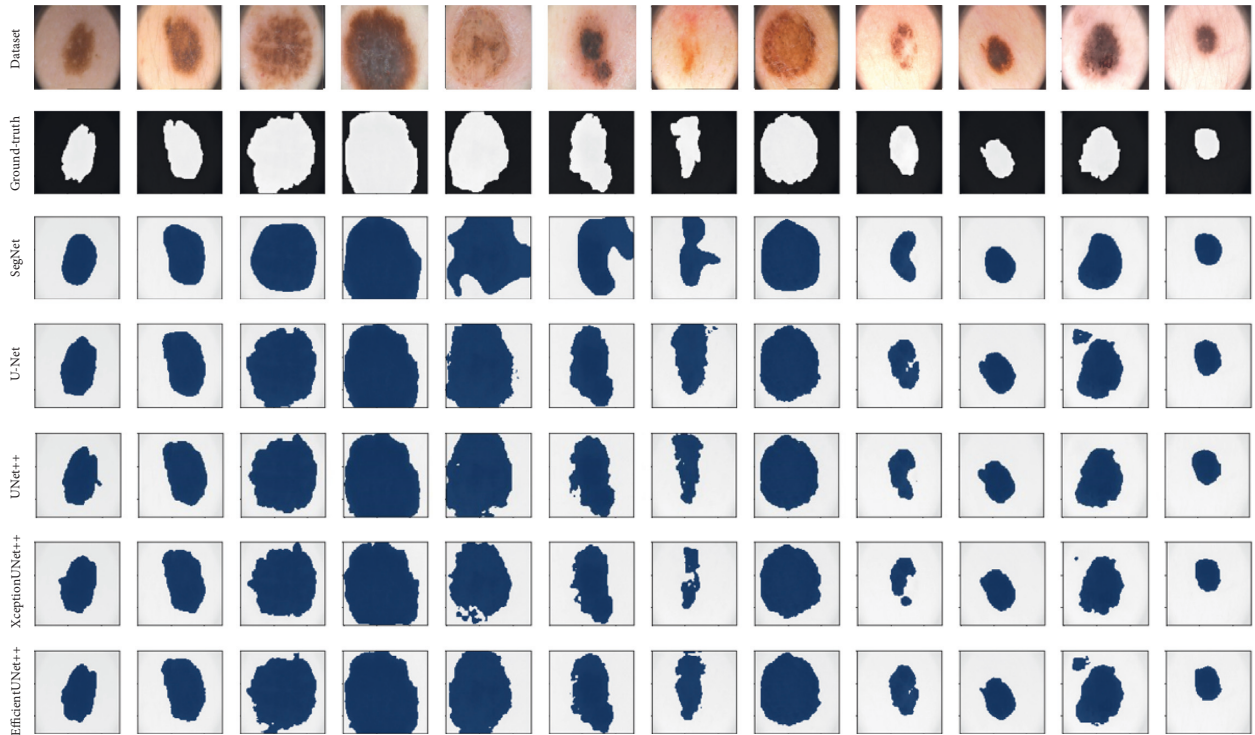 Dataset
Ground-truth
SegNet
U-Net
UNet++
XceptionUNet++
EfficientUNet++